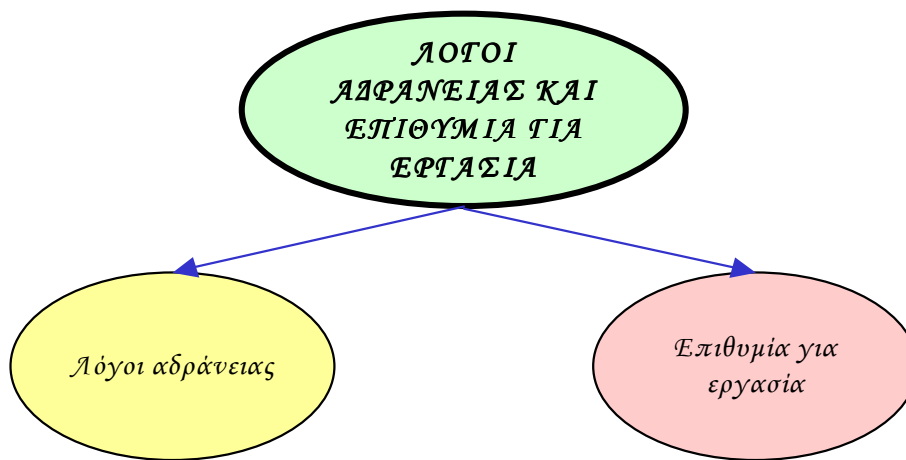 ΛΟΓΟΙ
ΑΔΡΑΝΕΙΑΣ ΚΑΙ
ΕΠΙΘΥΜΙΑ ΓΙΑ
ΕΡΓΑΣΙΑ
Λόγοι αδράνειας
Επιθυμία για
εργασία